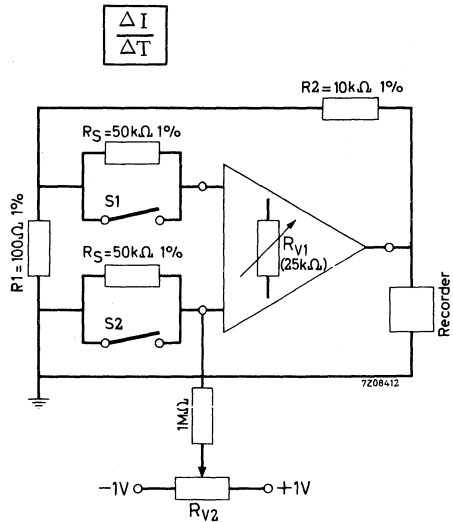 ΔI
ΔT
R2=10kΩ 1%
RS=50kΩ 1%
S1
R1=100Ω 1%
RV1
(25kΩ)
RS=50kΩ 1%
S2
Recorder
7Z08412
1MΩ
−1V
+1V
RV2